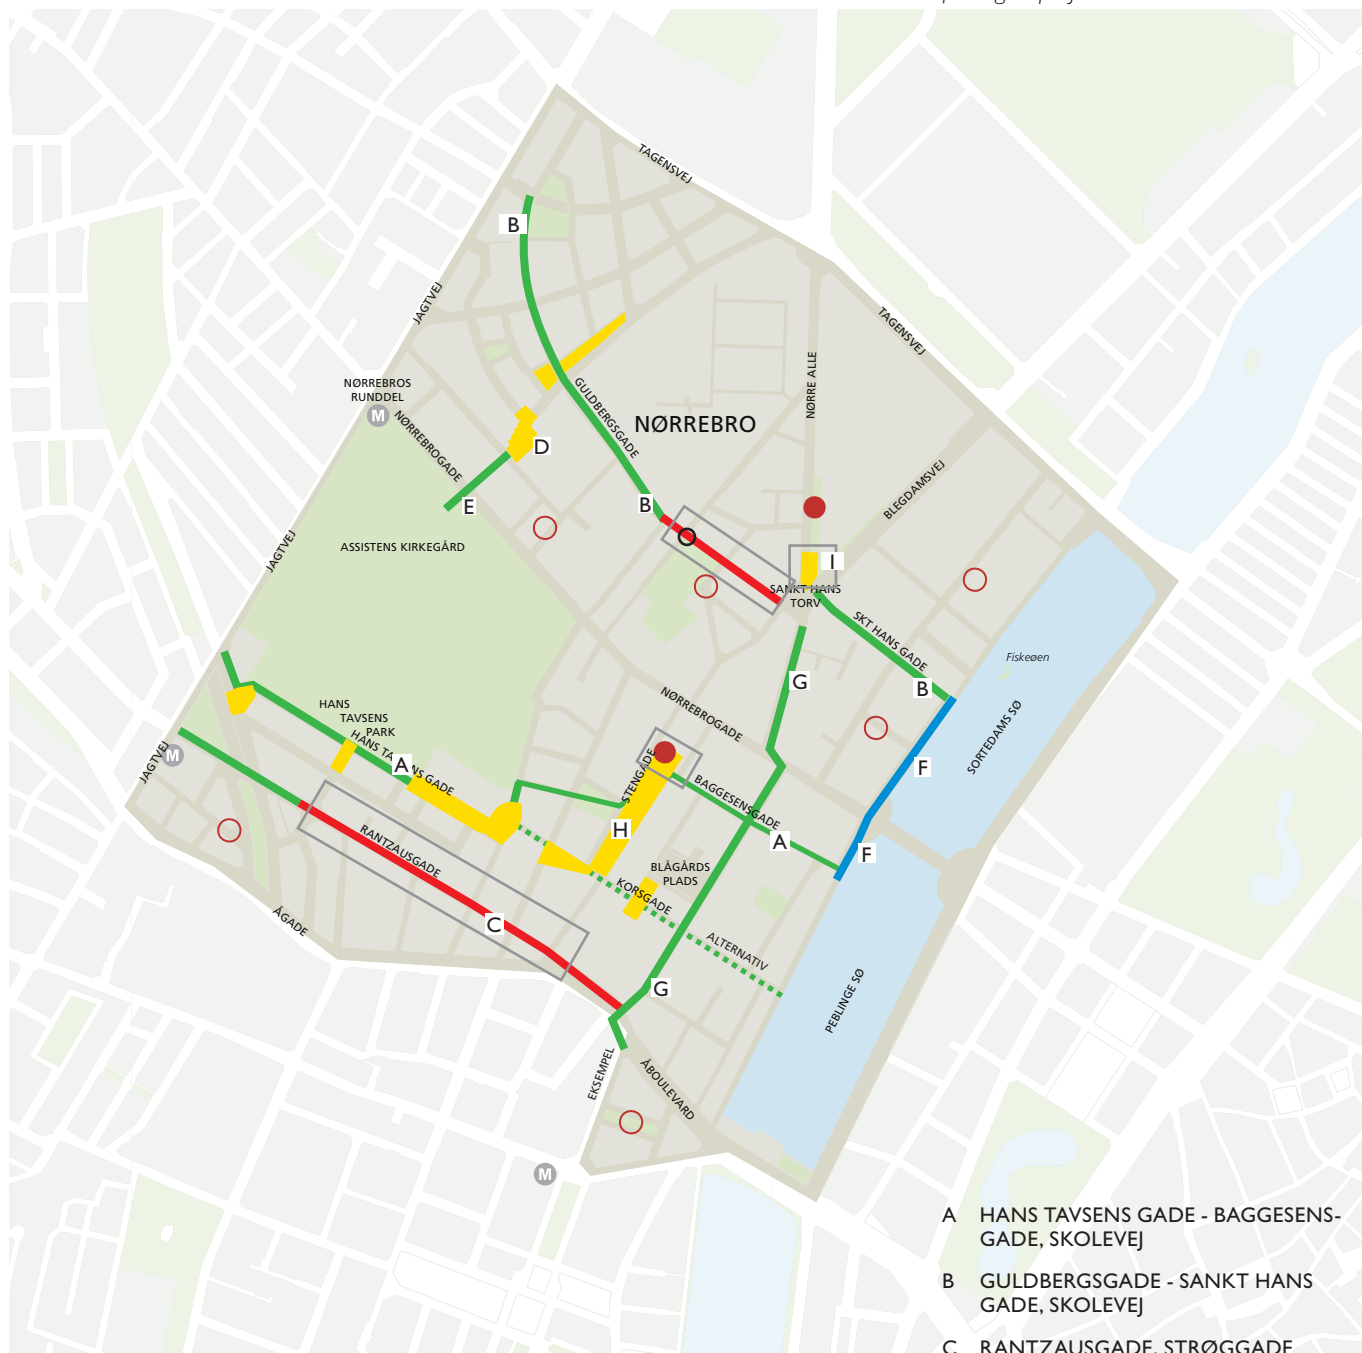 TAGENSVEJ
B
JAGTVEJ
TAGENSVEJ
NØRREBROS
RUNDDEL
M
NØRREBROGADE
GULDBERGSGADE
NØRRE ALLE
NØRREBRO
D
E
B
BLEGDAMSVEJ
JAGTVEJ
ASSISTENS KIRKEGÅRD
I
SANKT HANS
TORV
SKT HANS GADE
Fiskeøen
B
G
SORTEDAMS SØ
HANS
TAVSENS
PARK
NØRREBROGADE
JAGTVEJ
M
HANS TAVSENS GADE
A
STENGADE
BAGGESENSGADE
F
H
A
F
RANTZAUSGADE
BLÅGÅRDS
PLADS
KORSGADE
ÅGADE
C
ALTERNATIV
G
PEBLINGE SØ
EKSEMPEL
ÅBOULEVARD
M
A HANS TAVSENS GADE - BAGGESENS-
GADE, SKOLEVEJ
B GULDBERGSGADE - SANKT HANS
GADE, SKOLEVEJ
C RANTZAUSGADE, STRØGGADE